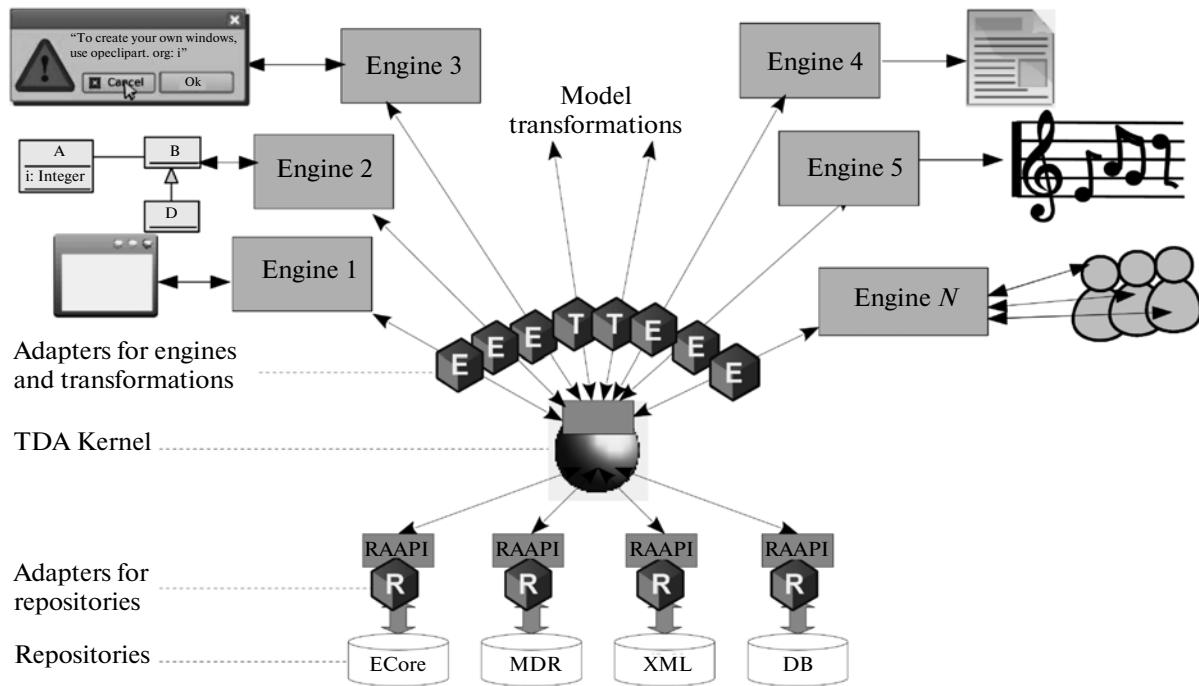 “To create your own windows,
use opeclipart. org: i”
Cancel
Ok
Engine 3
Engine 4
Model
transformations
A
i: Integer
B
D
Engine 2
Engine 5
Engine 1
Engine N
E E E T T E E E
Adapters for engines
and transformations
TDA Kernel
RAAPI RAAPI RAAPI RAAPI
R R R R
Adapters for
repositories
Repositories
ECore MDR XML DB